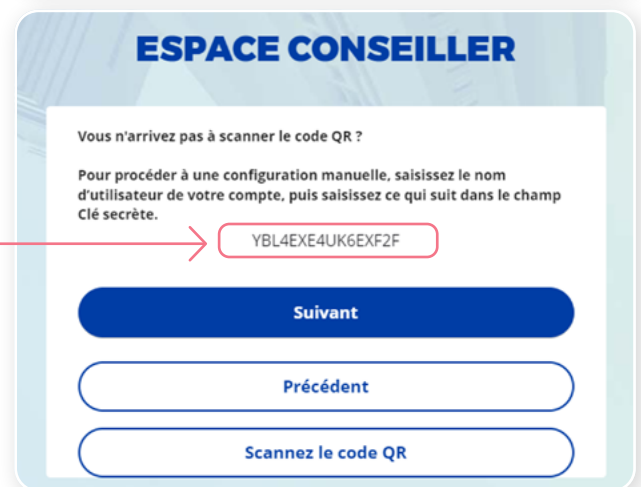 ESPACE CONSEILLER
Vous n'arrivez pas à scanner le code QR ?
Pour procéder à une configuration manuelle, saisissez le nom
d'utilisateur de votre compte, puis saisissez ce qui suit dans le champ
Clé secrète.
YBL4EXE4UK6EXF2F
Suivant
Précédent
Scannez le code QR